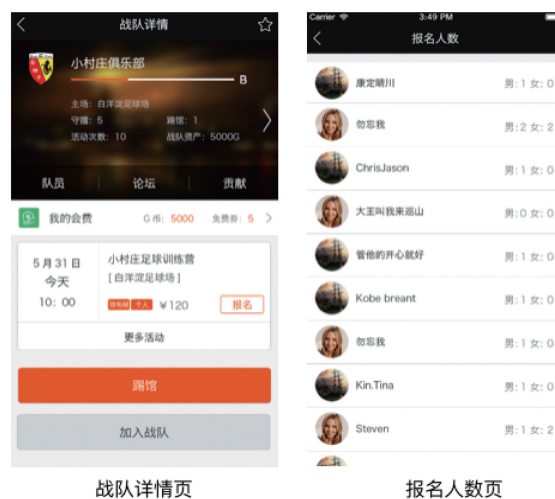 战队详情
小村庄俱乐部
B
主场: 白洋淀足球场
守擂: 5 踢馆: 1
活动次数: 10 战队资产: 5000G
队员 论坛 贡献
我的会费 G 币: 5000 免费券: 5
5 月 31 日
今天
10: 00
小村庄足球训练营
[ 白洋淀足球场 ]
个人 ¥120 报名
更多活动
踢馆
加入战队
战队详情页
Carrier 3:49 PM
报名人数
康定晴川 男: 1 女: 0
勿忘我 男: 2 女: 2
ChrisJason 男: 1 女: 0
大王叫我来巡山 男: 0 女: 0
管他的开心就好 男: 1 女: 0
Kobe breant 男: 1 女: 0
勿忘我 男: 1 女: 0
Kin.Tina 男: 1 女: 0
Steven 男: 1 女: 2
报名人数页